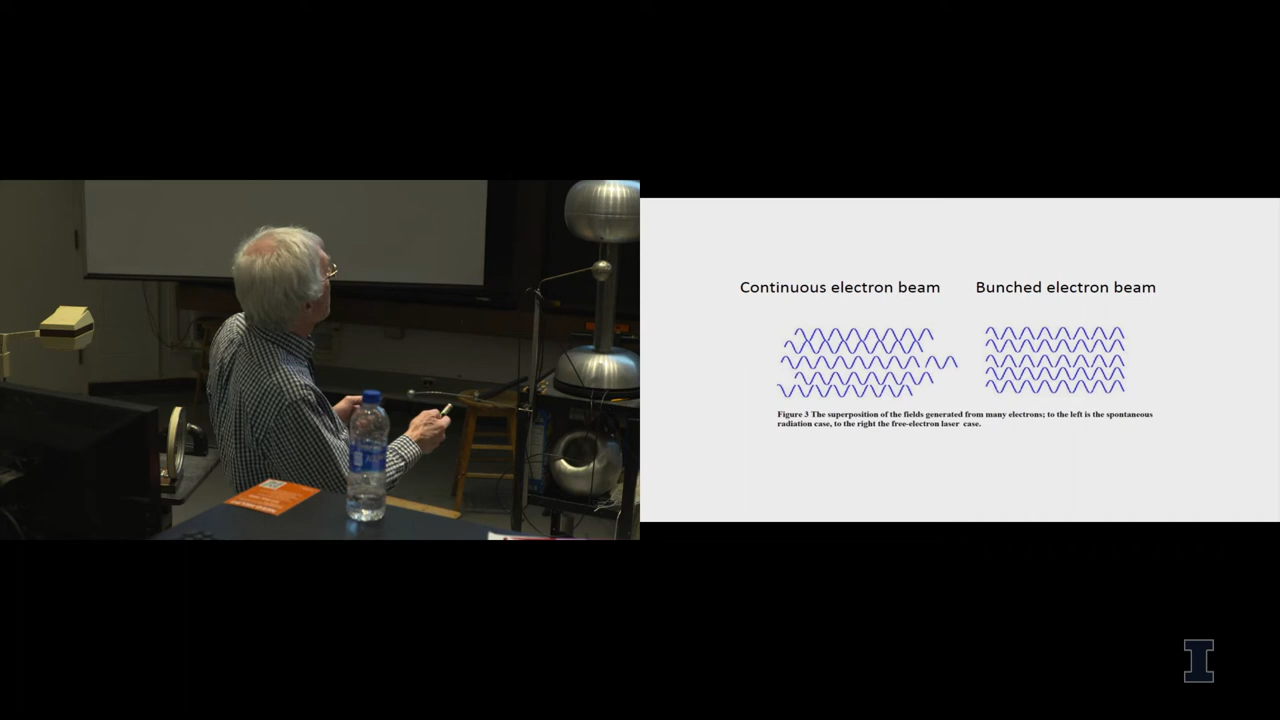 Continuous electron beam
Bunched electron beam
Figure 3 The superposition of the fields generated from many electrons; to the left is the spontaneous
radiation case, to the right the free-electron laser case.